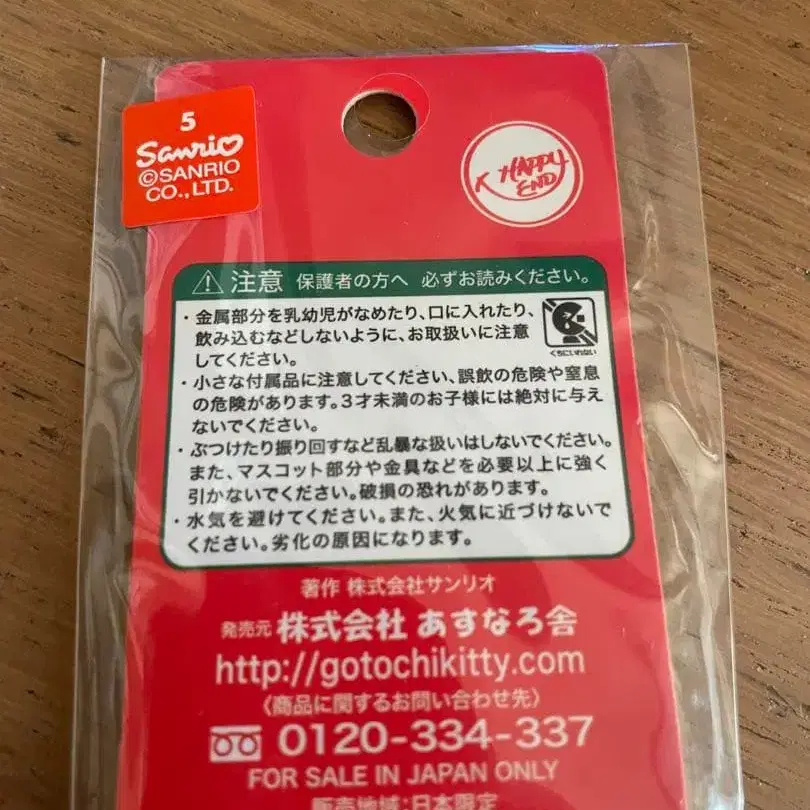 5
Sanrio
©SANRIO
CO., LTD.
K HAPPY
END
注意 保護者の方へ 必ずお読みください。
・金属部分を乳幼児がなめたり、口に入れたり、
飲み込むなどしないように、お取扱いに注意
してください。
くちにいれない
・小さな付属品に注意してください、誤飲の危険や窒息
の危険があります。3才未満のお子様には絶対に与え
ないでください。
・ぶつけたり振り回すなど乱暴な扱いはしないでください。
また、マスコット部分や金具などを必要以上に強く
引かないでください。破損の恐れがあります。
・水気を避けてください。また、火気に近づけないで
ください。劣化の原因になります。
著作 株式会社サンリオ
発売元 株式会社 あすなろ舎
http://gotochikitty.com
〈商品に関するお問い合わせ先〉
0120-334-337
FOR SALE IN JAPAN ONLY
販売地域:日本限定